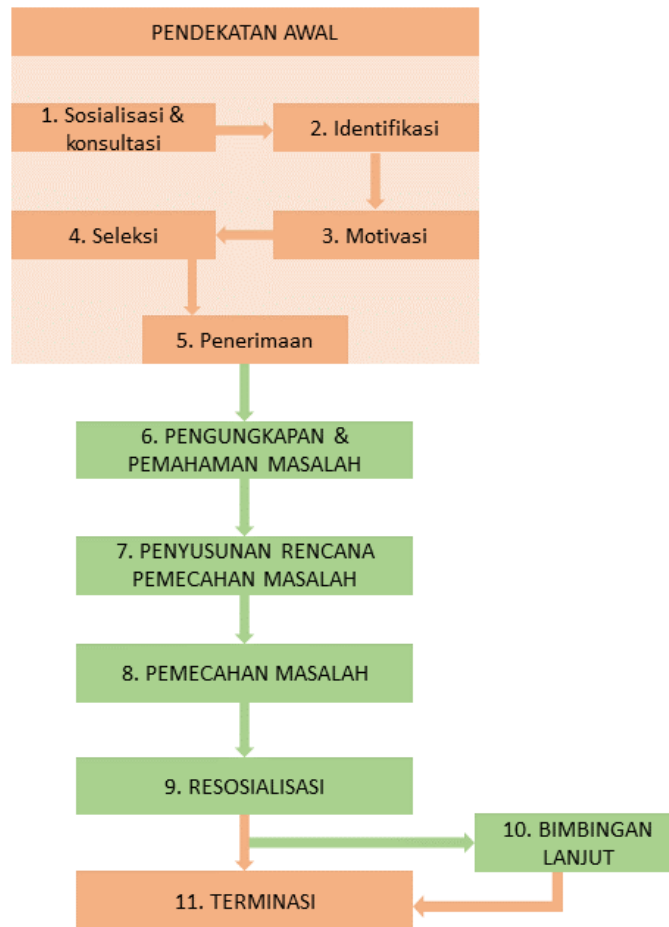 PENDEKATAN AWAL
1. Sosialisasi &
konsultasi
2. Identifikasi
4. Seleksi
3. Motivasi
5. Penerimaan
6. PENGUNGKAPAN &
PEMAHAMAN MASALAH
7. PENYUSUNAN RENCANA
PEMECAHAN MASALAH
8. PEMECAHAN MASALAH
9. RESOSIALISASI
10. BIMBINGAN
LANJUT
11. TERMINASI